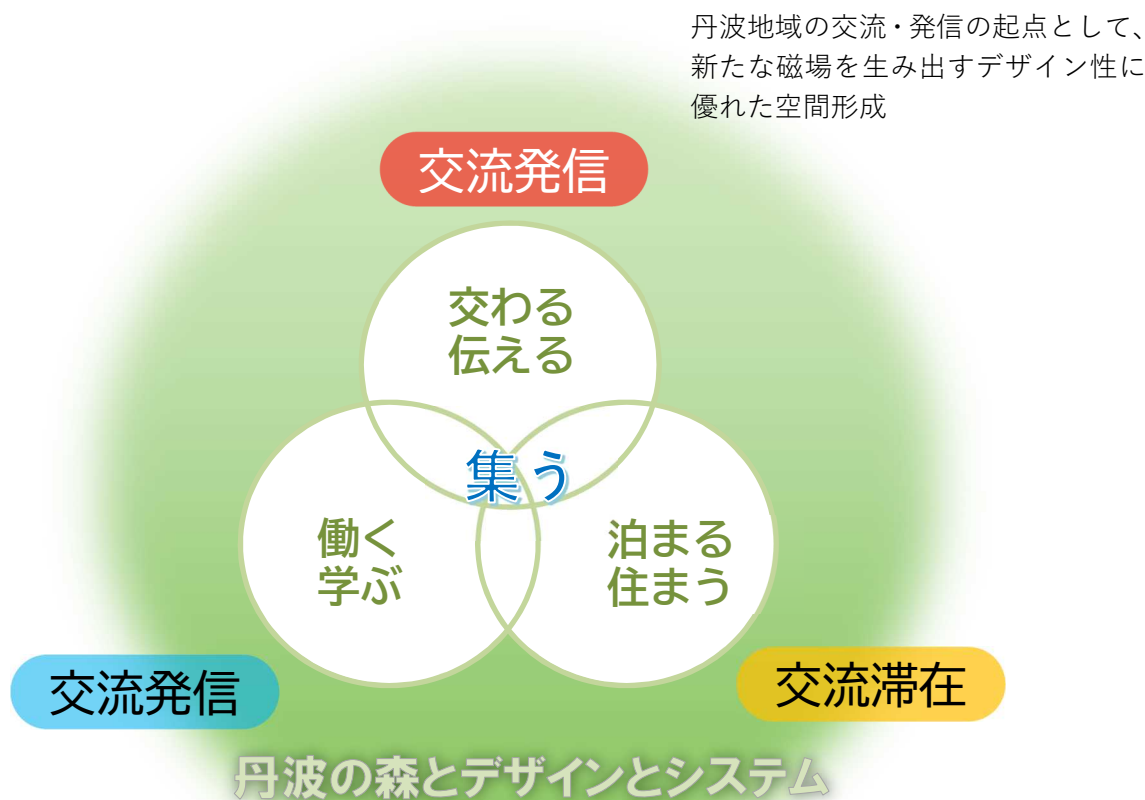 丹波地域の交流・発信の起点として、
新たな磁場を生み出すデザイン性に
優れた空間形成
交流発信
交わる
伝える
集う
働く
学ぶ
泊まる
住まう
交流発信
交流滞在
丹波の森とデザインとシステム